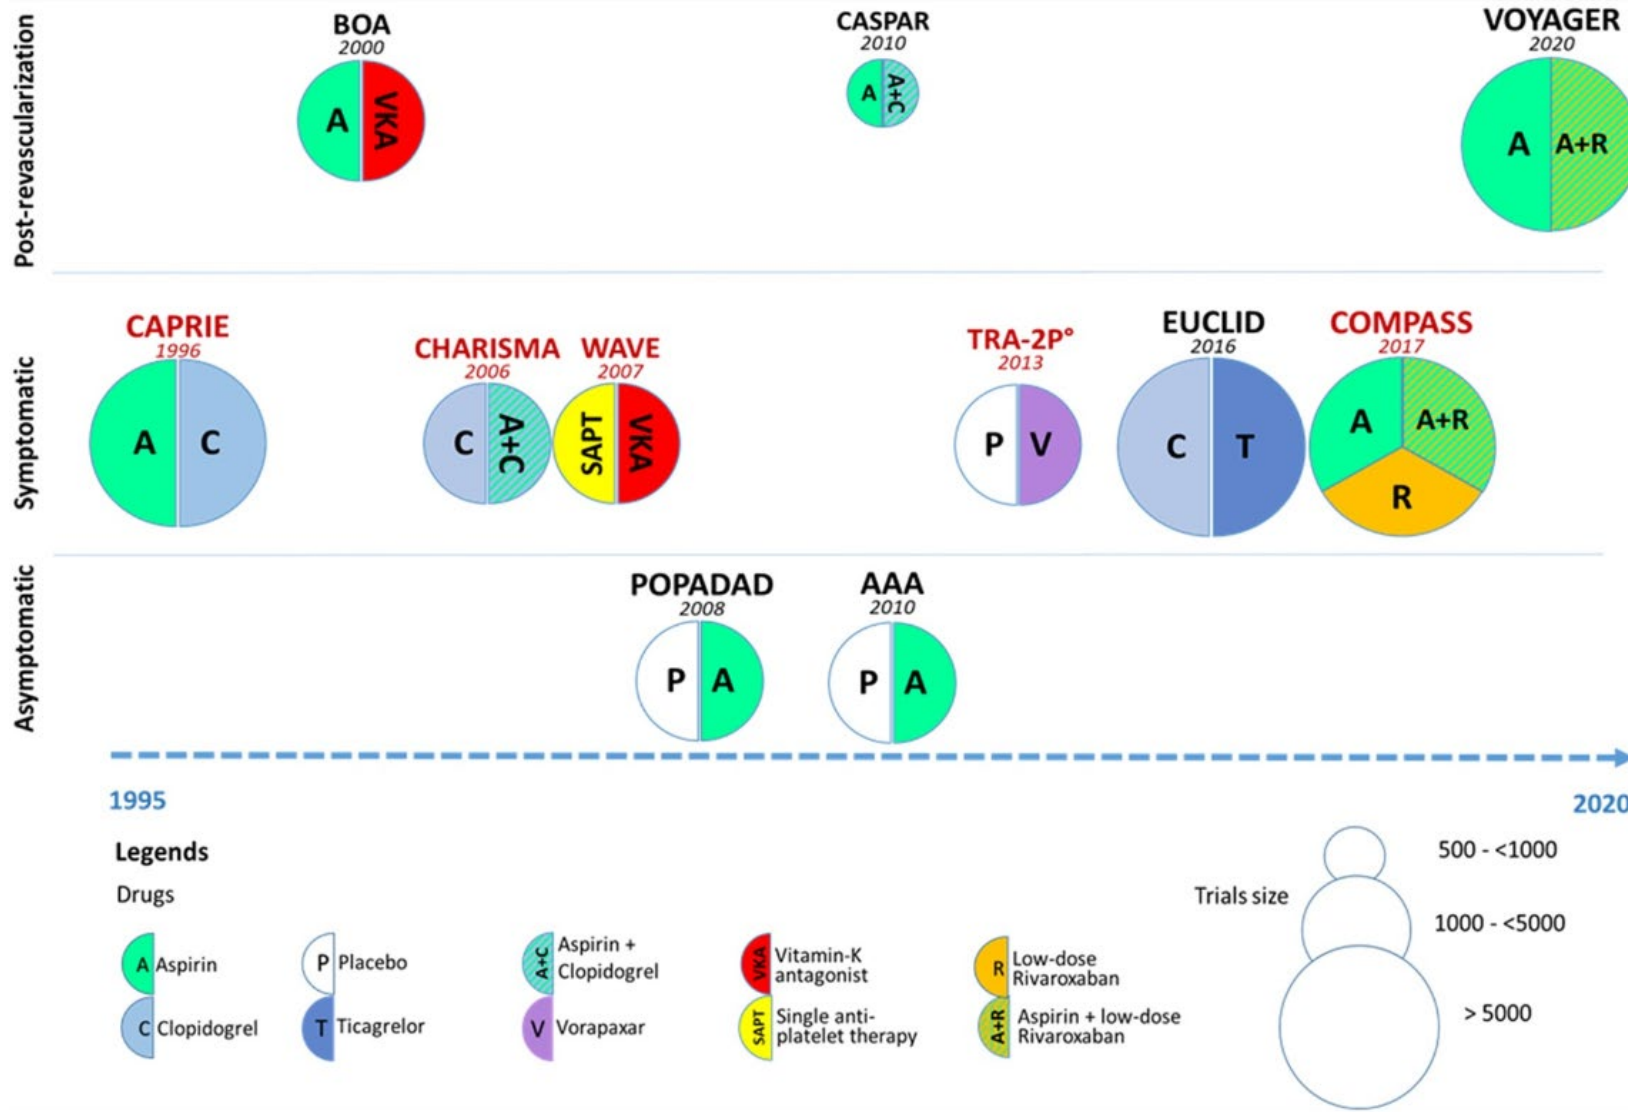 Post-revascularization
BOA
2000
A
VKA
CASPAR
2010
A
A+C
VOYAGER
2020
A
A+R
Symptomatic
CAPRIE
1996
A
C
CHARISMA
2006
C
A+C
WAVE
2007
SAPT
VKA
TRA-2P°
2013
P
V
EUCLID
2016
C
T
COMPASS
2017
A
A+R
R
Asymptomatic
POPADAD
2008
P
A
AAA
2010
P
A
1995
2020
Legends
Drugs
A Aspirin
C Clopidogrel
P Placebo
T Ticagrelor
A+C
Aspirin +
Clopidogrel
V Vorapaxar
VKA
Vitamin-K
antagonist
SAPT
Single anti-
platelet therapy
R
Low-dose
Rivaroxaban
A+R
Aspirin + low-dose
Rivaroxaban
Trials size
500 - <1000
1000 - <5000
> 5000